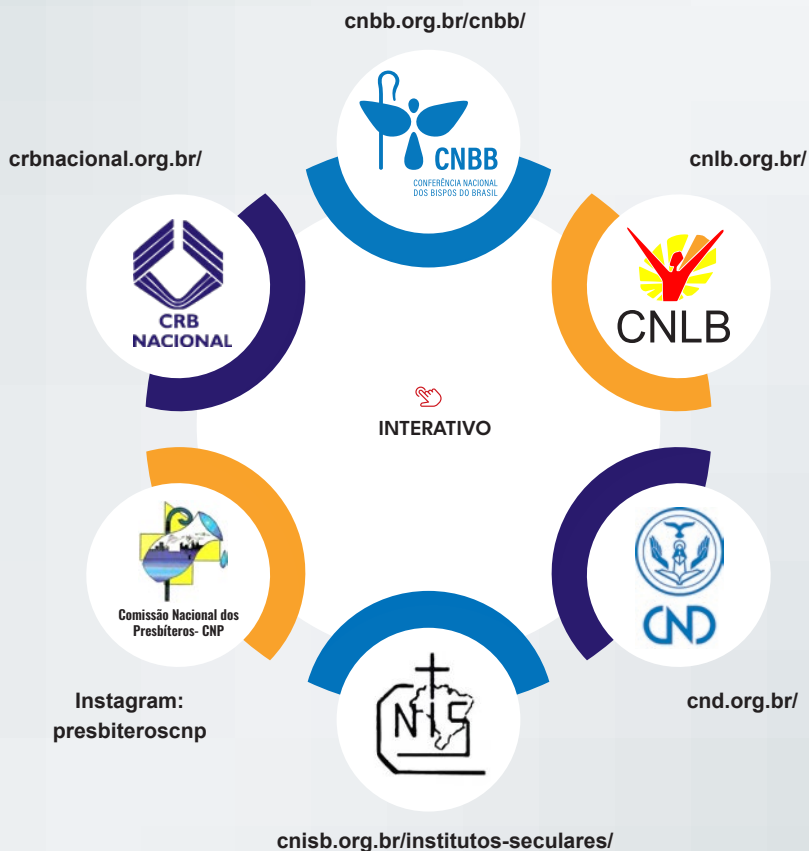 cnbb.org.br/cnbb/
CNBB
CONFERÊNCIA NACIONAL
DOS BISPOS DO BRASIL
crbnacional.org.br/
CRB
NACIONAL
cnlb.org.br/
CNLB
INTERATIVO
Comissão Nacional dos
Presbíteros- CNP
Instagram:
presbiteroscnp
CND
cnd.org.br/
CNIS
cnisb.org.br/institutos-seculares/